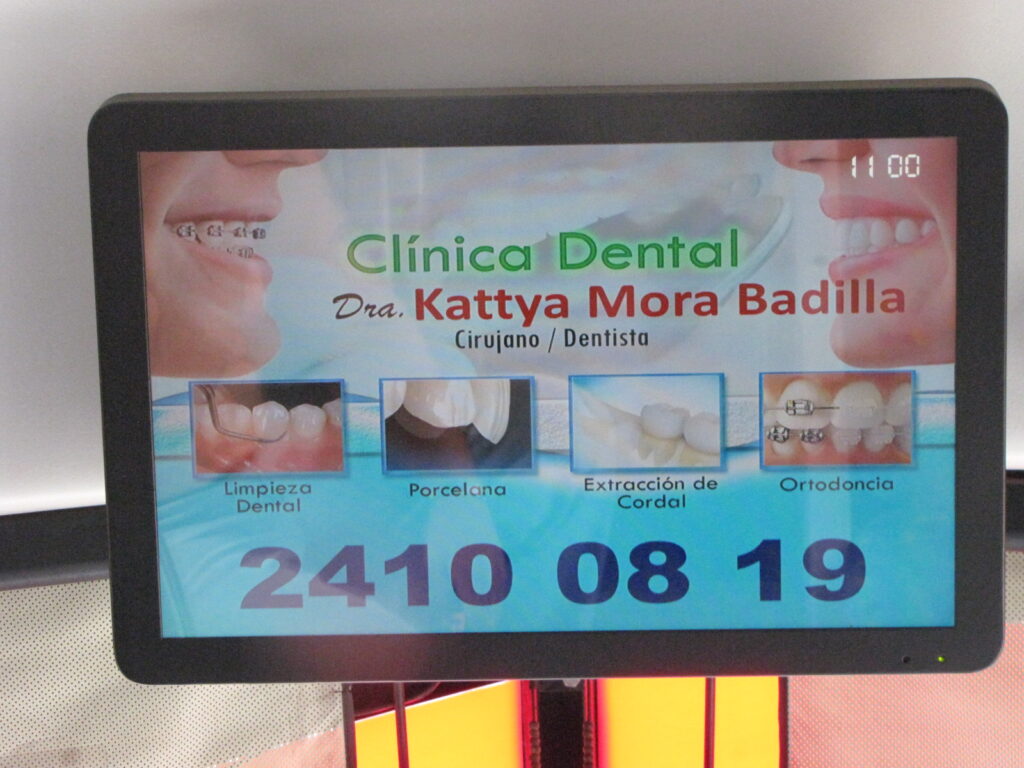 11 00
Clínica Dental
Dra. Kattya Mora Badilla
Cirujano / Dentista
Limpieza
Dental
Porcelana
Extracción de
Cordal
Ortodoncia
2410 08 19